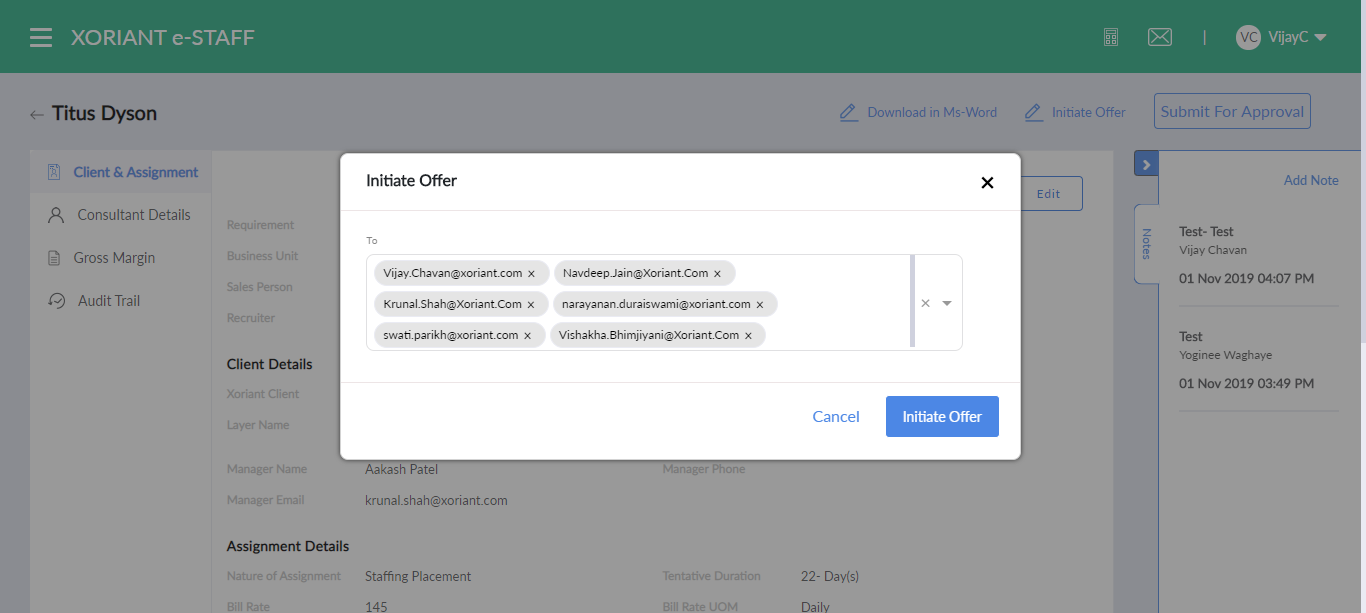 XORIANT e-STAFF
| VC VijayC
← Titus Dyson
Download in Ms-Word Initiate Offer Submit For Approval
Client & Assignment
Consultant Details
Gross Margin
Audit Trail
Edit
Requirement
Business Unit
Sales Person
Recruiter
Client Details
Xoriant Client
Layer Name
Manager Name Aakash Patel Manager Phone
Manager Email krunal.shah@xoriant.com
Assignment Details
Nature of Assignment Staffing Placement Tentative Duration 22- Day(s)
Bill Rate 145 Bill Rate UOM Daily
Initiate Offer ×
To
Vijay.Chavan@xoriant.com × Navdeep.Jain@Xoriant.Com ×
Krunal.Shah@Xoriant.Com × narayanan.duraiswami@xoriant.com ×
swati.parikh@xoriant.com × Vishakha.Bhimjiyani@Xoriant.Com ×
×
Cancel Initiate Offer
Notes
Add Note
Test- Test
Vijay Chavan
01 Nov 2019 04:07 PM
Test
Yoginee Waghaye
01 Nov 2019 03:49 PM